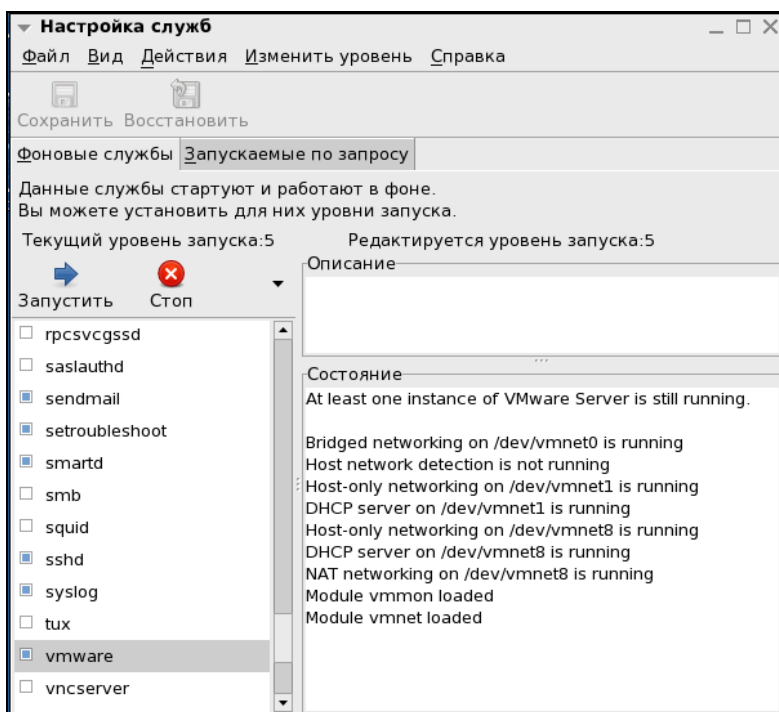 Настройка служб
Файл Вид Действия Изменить уровень Справка
Сохранить Восстановить
Фоновые службы Запускаемые по запросу
Данные службы стартуют и работают в фоне.
Вы можете установить для них уровни запуска.
Текущий уровень запуска:5 Редактируется уровень запуска:5
Запустить Стоп
rpcsvcgssd
saslauthd
sendmail
setroubleshoot
smartd
smb
squid
sshd
syslog
tux
vmware
vncserver
Описание
Состояние
At least one instance of VMware Server is still running.
Bridged networking on /dev/vmnet0 is running
Host network detection is not running
Host-only networking on /dev/vmnet1 is running
DHCP server on /dev/vmnet1 is running
Host-only networking on /dev/vmnet8 is running
DHCP server on /dev/vmnet8 is running
NAT networking on /dev/vmnet8 is running
Module vmmon loaded
Module vmnet loaded